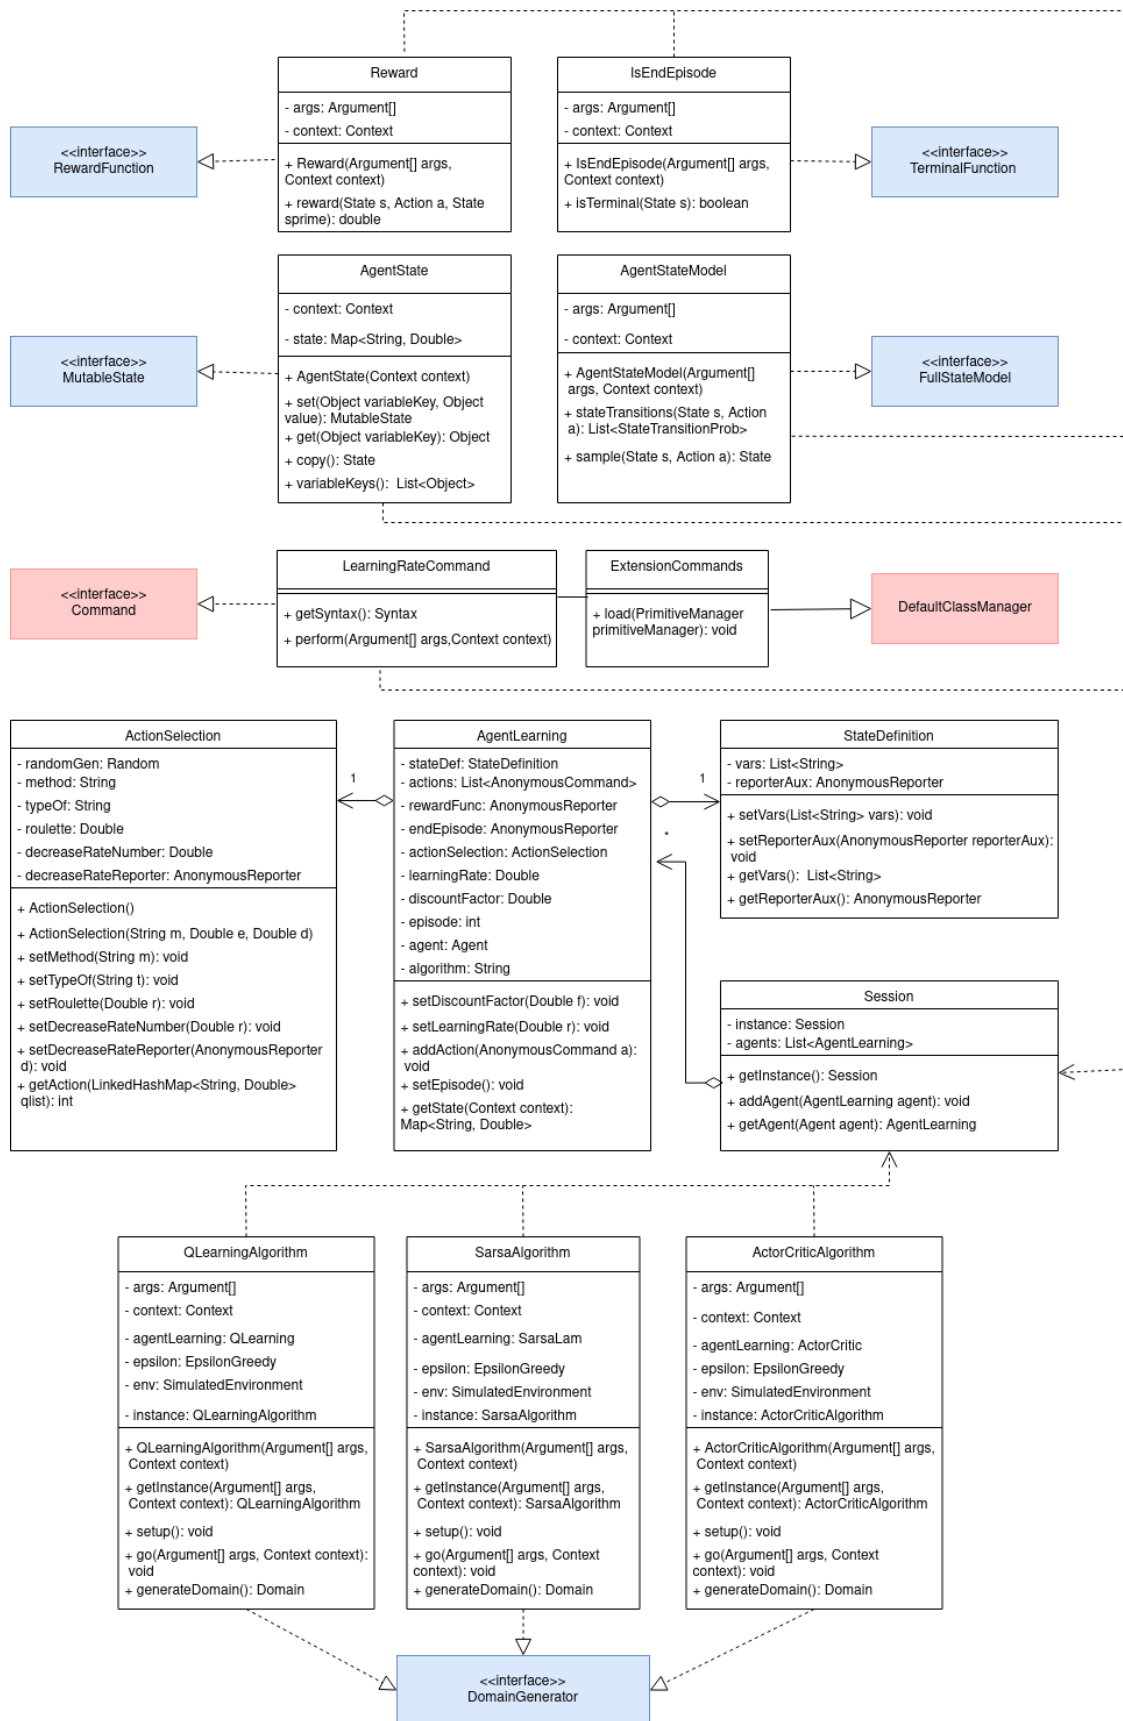 Reward
- args: Argument[]
- context: Context
+ Reward(Argument[] args,
Context context)
+ reward(State s, Action a, State
sprime): double
IsEndEpisode
- args: Argument[]
- context: Context
+ IsEndEpisode(Argument[] args,
Context context)
+ isTerminal(State s): boolean
<<interface>>
RewardFunction
<<interface>>
TerminalFunction
AgentState
- context: Context
- state: Map<String, Double>
+ AgentState(Context context)
+ set(Object variableKey, Object
value): MutableState
+ get(Object variableKey): Object
+ copy(): State
+ variableKeys():  List<Object>
AgentStateModel
- args: Argument[]
- context: Context
+ AgentStateModel(Argument[]
args, Context context)
+ stateTransitions(State s, Action
a): List<StateTransitionProb>
+ sample(State s, Action a): State
<<interface>>
MutableState
<<interface>>
FullStateModel
<<interface>>
Command
LearningRateCommand
+ getSyntax(): Syntax
+ perform(Argument[] args,Context context)
ExtensionCommands
+ load(PrimitiveManager
primitiveManager): void
DefaultClassManager
ActionSelection
- randomGen: Random
- method: String
- typeOf: String
- roulette: Double
- decreaseRateNumber: Double
- decreaseRateReporter: AnonymousReporter
+ ActionSelection()
+ ActionSelection(String m, Double e, Double d)
+ setMethod(String m): void
+ setTypeOf(String t): void
+ setRoulette(Double r): void
+ setDecreaseRateNumber(Double r): void
+ setDecreaseRateReporter(AnonymousReporter
d): void
+ getAction(LinkedHashMap<String, Double>
qlist): int
1
AgentLearning
- stateDef: StateDefinition
- actions: List<AnonymousCommand>
- rewardFunc: AnonymousReporter
- endEpisode: AnonymousReporter
- actionSelection: ActionSelection
- learningRate: Double
- discountFactor: Double
- episode: int
- agent: Agent
- algorithm: String
+ setDiscountFactor(Double f): void
+ setLearningRate(Double r): void
+ addAction(AnonymousCommand a):
void
+ setEpisode(): void
+ getState(Context context):
Map<String, Double>
1
*
StateDefinition
- vars: List<String>
- reporterAux: AnonymousReporter
+ setVars(List<String> vars): void
+ setReporterAux(AnonymousReporter reporterAux):
void
+ getVars():  List<String>
+ getReporterAux(): AnonymousReporter
Session
- instance: Session
- agents: List<AgentLearning>
+ getInstance(): Session
+ addAgent(AgentLearning agent): void
+ getAgent(Agent agent): AgentLearning
QLearningAlgorithm
- args: Argument[]
- context: Context
- agentLearning: QLearning
- epsilon: EpsilonGreedy
- env: SimulatedEnvironment
- instance: QLearningAlgorithm
+ QLearningAlgorithm(Argument[] args,
Context context)
+ getInstance(Argument[] args,
Context context): QLearningAlgorithm
+ setup(): void
+ go(Argument[] args, Context context):
void
+ generateDomain(): Domain
SarsaAlgorithm
- args: Argument[]
- context: Context
- agentLearning: SarsaLam
- epsilon: EpsilonGreedy
- env: SimulatedEnvironment
- instance: SarsaAlgorithm
+ SarsaAlgorithm(Argument[] args,
Context context)
+ getInstance(Argument[] args,
Context context): SarsaAlgorithm
+ setup(): void
+ go(Argument[] args, Context
context): void
+ generateDomain(): Domain
ActorCriticAlgorithm
- args: Argument[]
- context: Context
- agentLearning: ActorCritic
- epsilon: EpsilonGreedy
- env: SimulatedEnvironment
- instance: ActorCriticAlgorithm
+ ActorCriticAlgorithm(Argument[] args,
Context context)
+ getInstance(Argument[] args,
Context context): ActorCriticAlgorithm
+ setup(): void
+ go(Argument[] args, Context
context): void
+ generateDomain(): Domain
<<interface>>
DomainGenerator